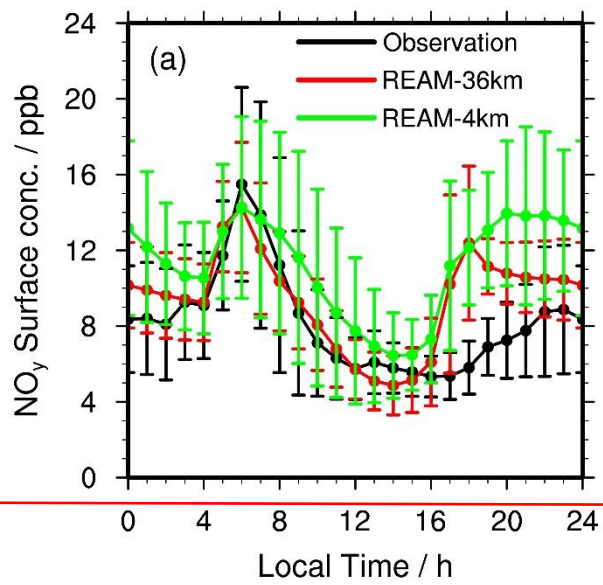 24
20
16
12
8
4
0
NOy Surface conc. / ppb
(a)
Observation
REAM-36km
REAM-4km
0 4 8 12 16 20 24
Local Time / h